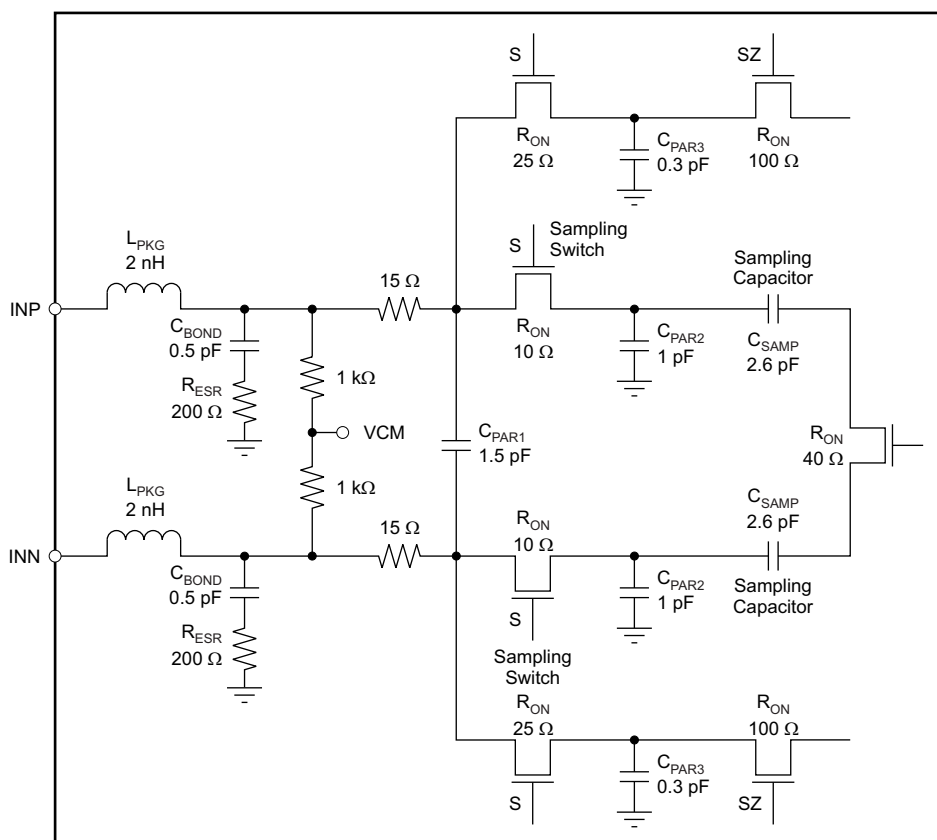 S
SZ
R_ON
25 Ω
C_PAR3
0.3 pF
R_ON
100 Ω
L_PKG
2 nH
S
Sampling
Switch
Sampling
Capacitor
INP
15 Ω
C_BOND
0.5 pF
R_ON
10 Ω
C_PAR2
1 pF
C_SAMP
2.6 pF
R_ESR
200 Ω
1 kΩ
VCM
C_PAR1
1.5 pF
R_ON
40 Ω
L_PKG
2 nH
1 kΩ
15 Ω
R_ON
10 Ω
C_SAMP
2.6 pF
INN
C_BOND
0.5 pF
C_PAR2
1 pF
Sampling
Capacitor
R_ESR
200 Ω
S
Sampling
Switch
R_ON
25 Ω
R_ON
100 Ω
C_PAR3
0.3 pF
S
SZ